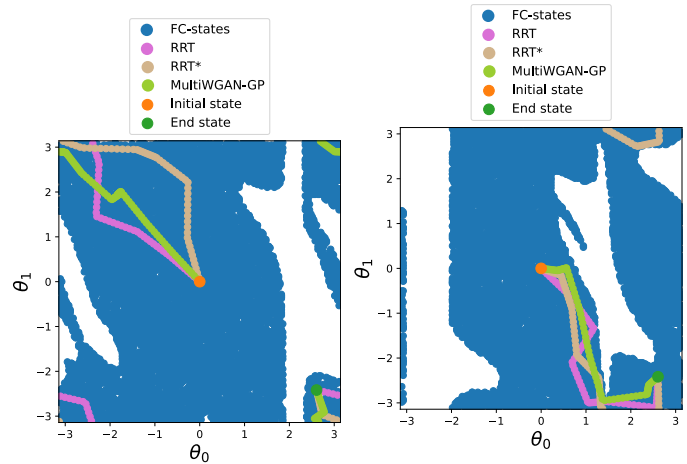 FC-states
RRT
RRT*
MultiWGAN-GP
Initial state
End state
3
2
1
0
−1
−2
−3
θ1
−3 −2 −1 0 1 2 3
θ0
FC-states
RRT
RRT*
MultiWGAN-GP
Initial state
End state
3
2
1
0
−1
−2
−3
θ1
−3 −2 −1 0 1 2 3
θ0